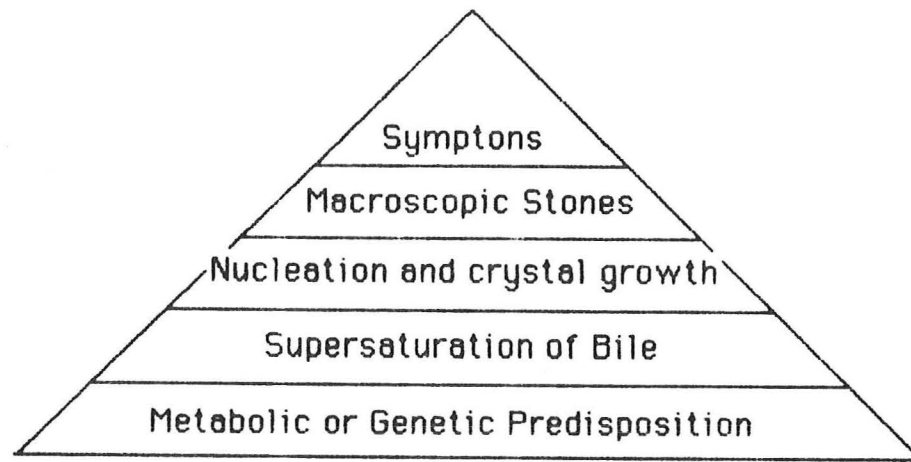 Symptons
Macroscopic Stones
Nucleation and crystal growth
Supersaturation of Bile
Metabolic or Genetic Predisposition